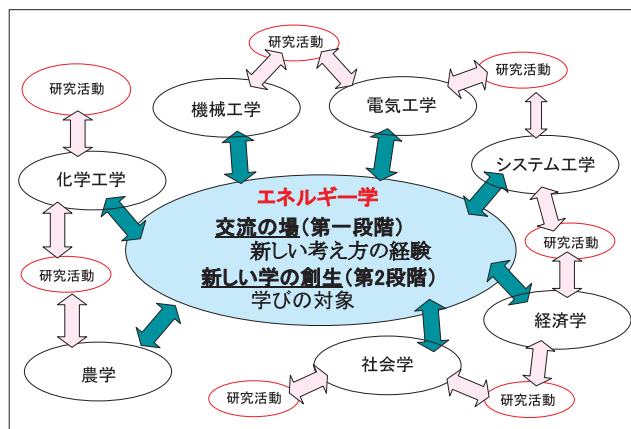 研究活動
研究活動
研究活動
機械工学
電気工学
化学工学
システム工学
エネルギー学
交流の場(第一段階)
新しい考え方の経験
新しい学の創生(第2段階)
学びの対象
研究活動
研究活動
経済学
農学
社会学
研究活動
研究活動